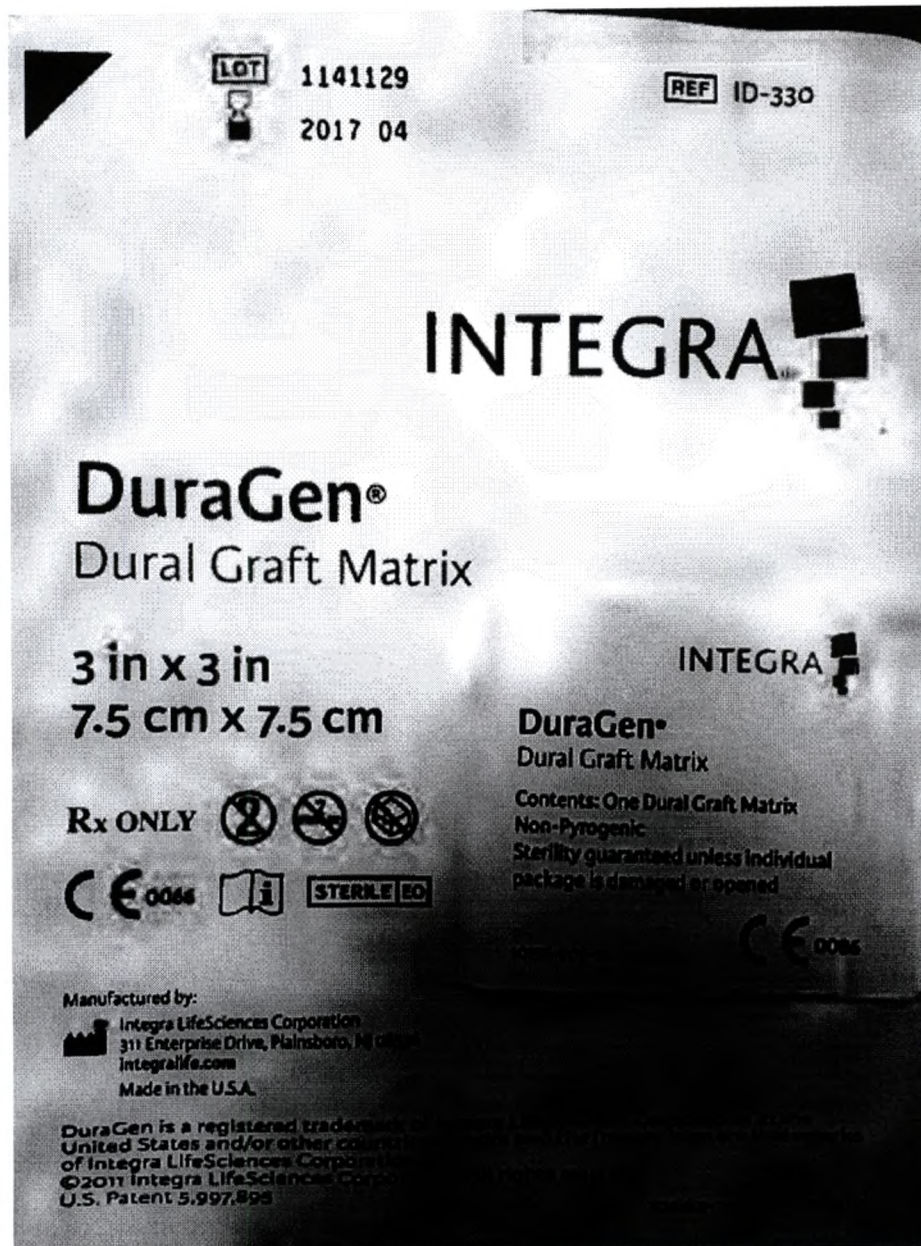 LOT 1141129
2017 04
REF ID-330
INTEGRA
DuraGen®
Dural Graft Matrix
3 in x 3 in
7.5 cm x 7.5 cm
Rx ONLY
CE 0086
i
STERILE EO
INTEGRA
DuraGen®
Dural Graft Matrix
Contents: One Dural Graft Matrix
Non-Pyrogenic
Sterility guaranteed unless individual
package is damaged or opened
CE 0086
Manufactured by:
Integra LifeSciences Corporation
311 Enterprise Drive, Plainsboro, NJ
integralife.com
Made in the U.S.A.
DuraGen is a registered trademark of
United States and/or other
of Integra LifeSciences Corporation
©2011 Integra LifeSciences
U.S. Patent 5,997,895